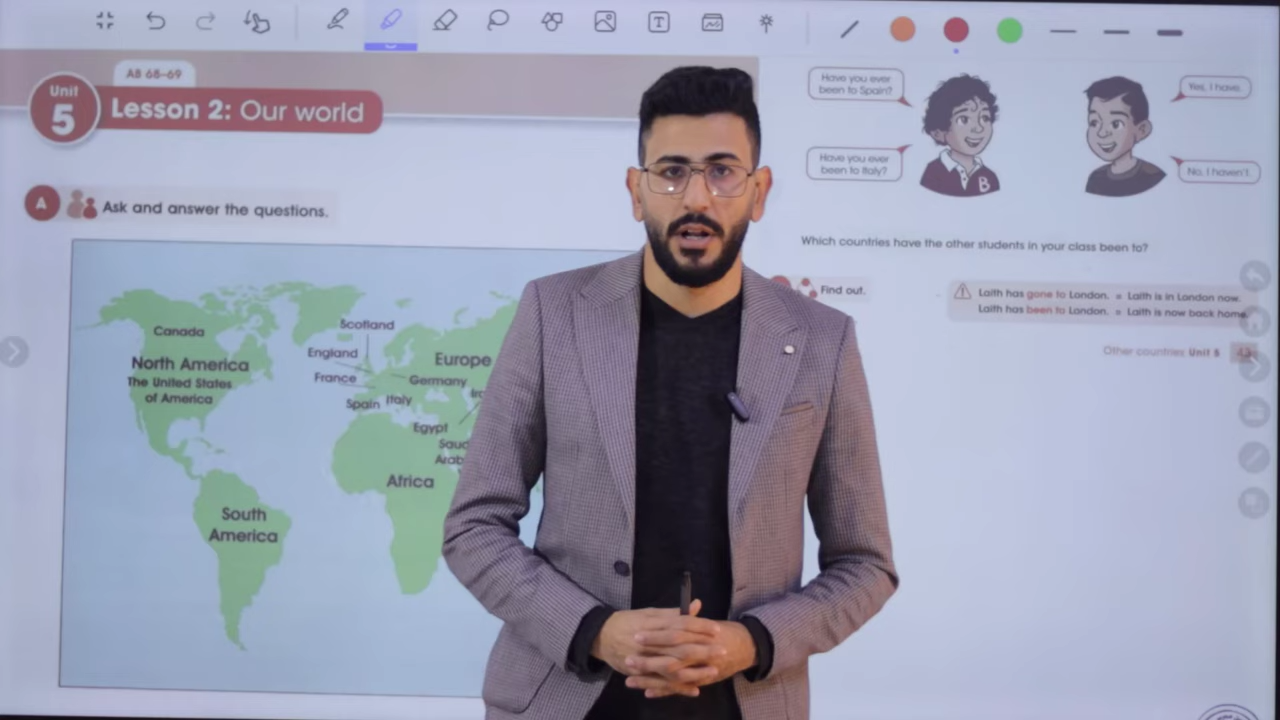 AB 68–69
Unit
5
Lesson 2: Our world
A
Ask and answer the questions.
Canada
North America
The United States
of America
South
America
Scotland
England
France
Spain
Italy
Germany
Europe
Egypt
Africa
Have you ever
been to Spain?
Yes, I have.
Have you ever
been to Italy?
No, I haven't.
B
Which countries have the other students in your class been to?
Find out.
Laith has gone to London. = Laith is in London now.
Laith has been to London. = Laith is now back home.
Other countries Unit 5
T